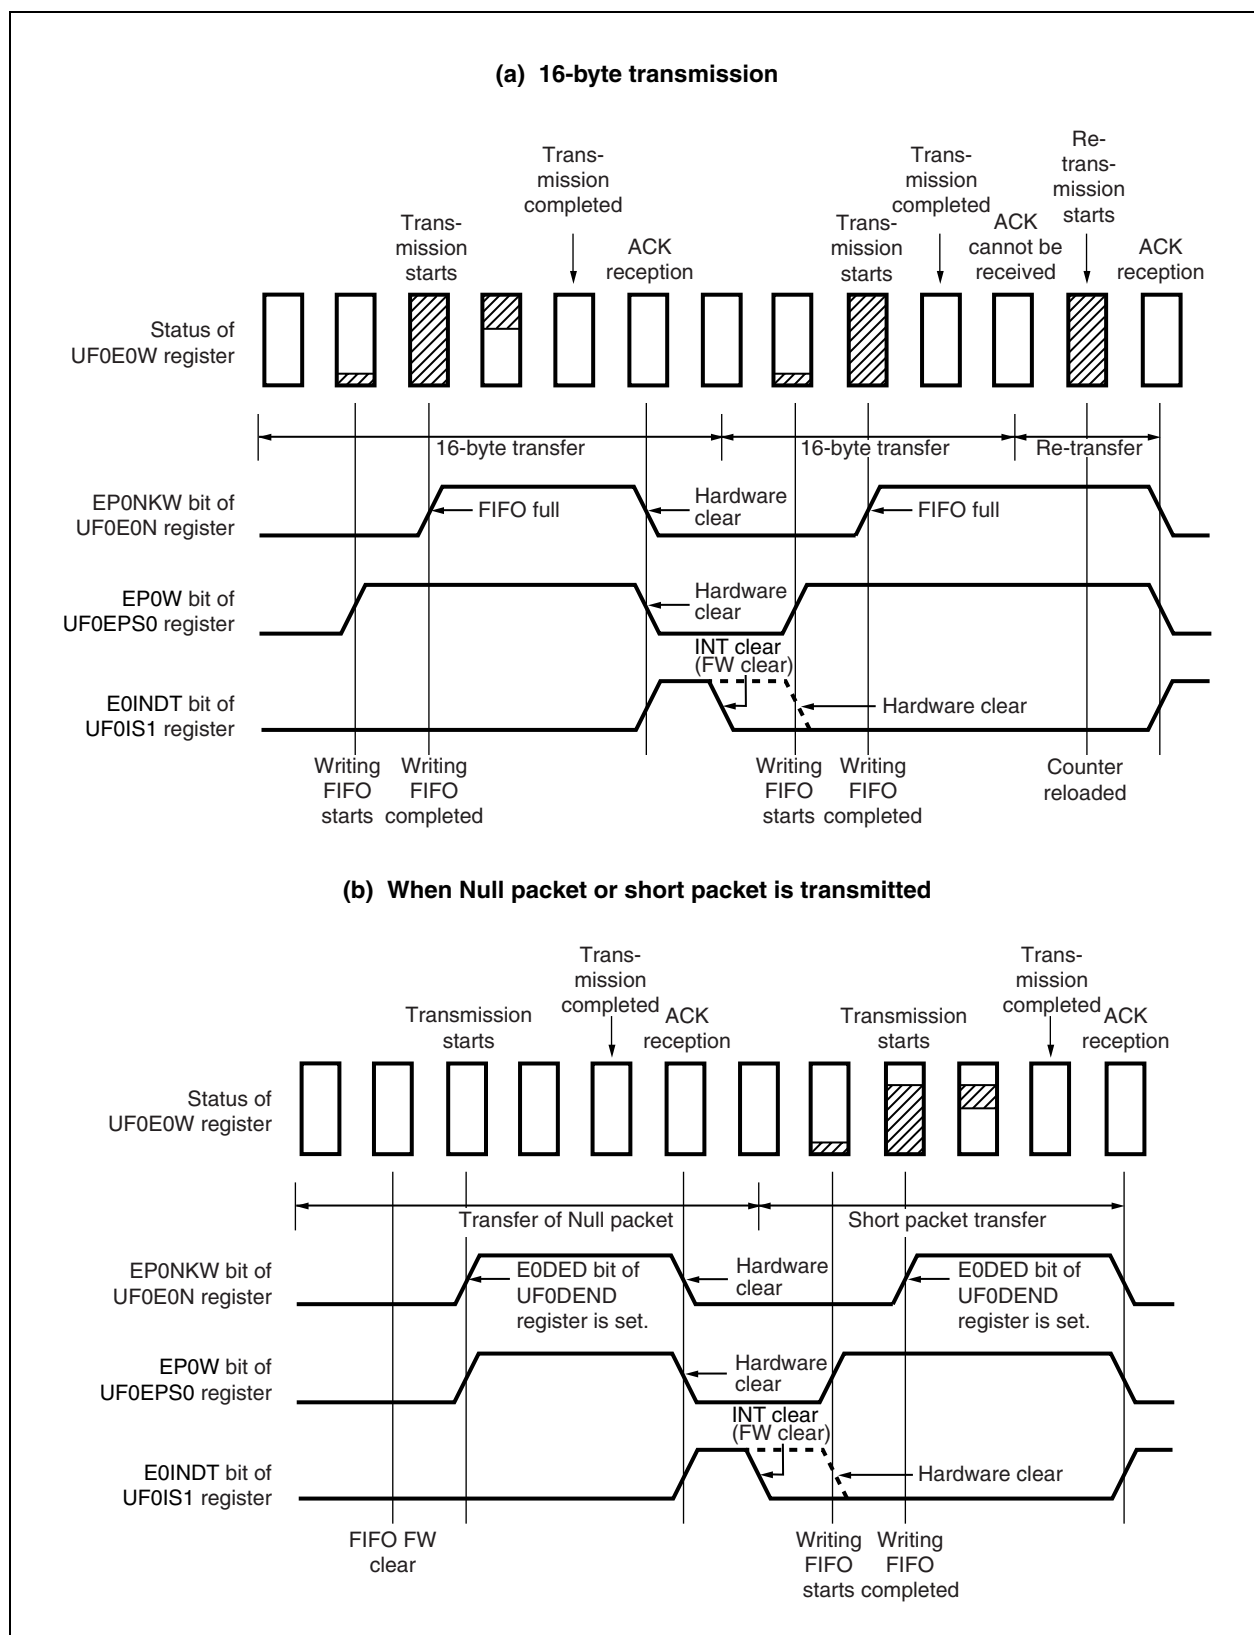 (a) 16-byte transmission
Trans-
mission
completed
Trans-
mission
starts
ACK
reception
Trans-
mission
completed
Trans-
mission
starts
ACK
cannot be
received
Re-
trans-
mission
starts
ACK
reception
Status of
UF0E0W register
16-byte transfer
16-byte transfer
Re-transfer
EP0NKW bit of
UF0E0N register
FIFO full
Hardware
clear
FIFO full
EP0W bit of
UF0EPS0 register
Hardware
clear
INT clear
(FW clear)
E0INDT bit of
UF0IS1 register
Hardware clear
Writing
FIFO
starts
Writing
FIFO
completed
Writing
FIFO
starts
Writing
FIFO
completed
Counter
reloaded
(b) When Null packet or short packet is transmitted
Transmission
starts
Trans-
mission
completed
ACK
reception
Transmission
starts
Trans-
mission
completed
ACK
reception
Status of
UF0E0W register
Transfer of Null packet
Short packet transfer
EP0NKW bit of
UF0E0N register
E0DED bit of
UF0DEND
register is set.
Hardware
clear
E0DED bit of
UF0DEND
register is set.
EP0W bit of
UF0EPS0 register
Hardware
clear
INT clear
(FW clear)
E0INDT bit of
UF0IS1 register
Hardware clear
FIFO FW
clear
Writing
FIFO
starts
Writing
FIFO
completed